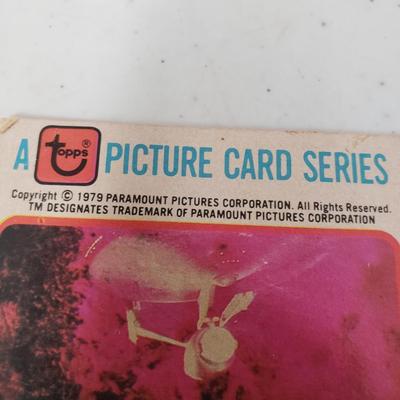 A topps® PICTURE CARD SERIES
Copyright © 1979 PARAMOUNT PICTURES CORPORATION. All Rights Reserved.
TM DESIGNATES TRADEMARK OF PARAMOUNT PICTURES CORPORATION